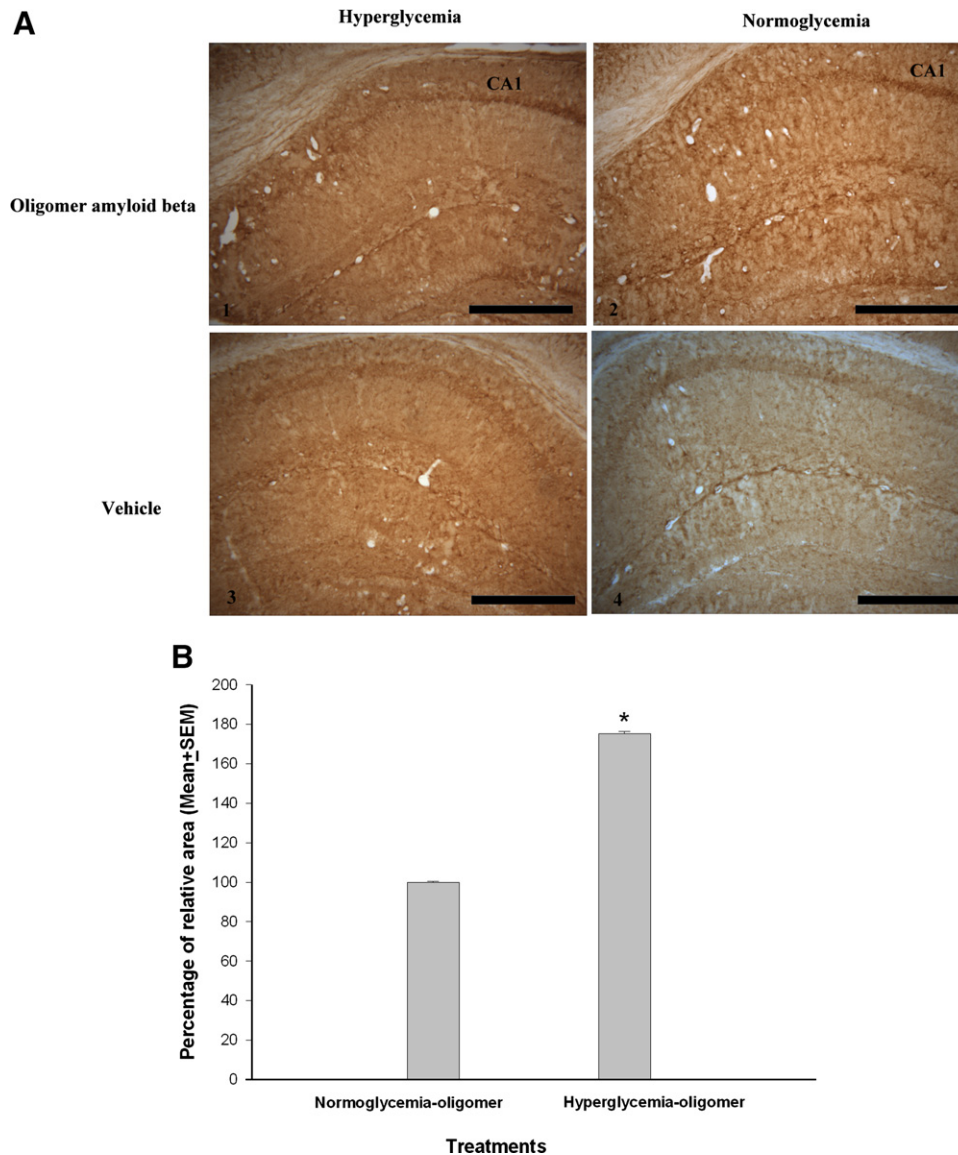 A
Hyperglycemia
Normoglycemia
Oligomer amyloid beta
CA1
1
CA1
2
Vehicle
3
4
B
Percentage of relative area (Mean±SEM)
200
180
160
140
120
100
80
60
40
20
0
*
Normoglycemia-oligomer
Hyperglycemia-oligomer
Treatments